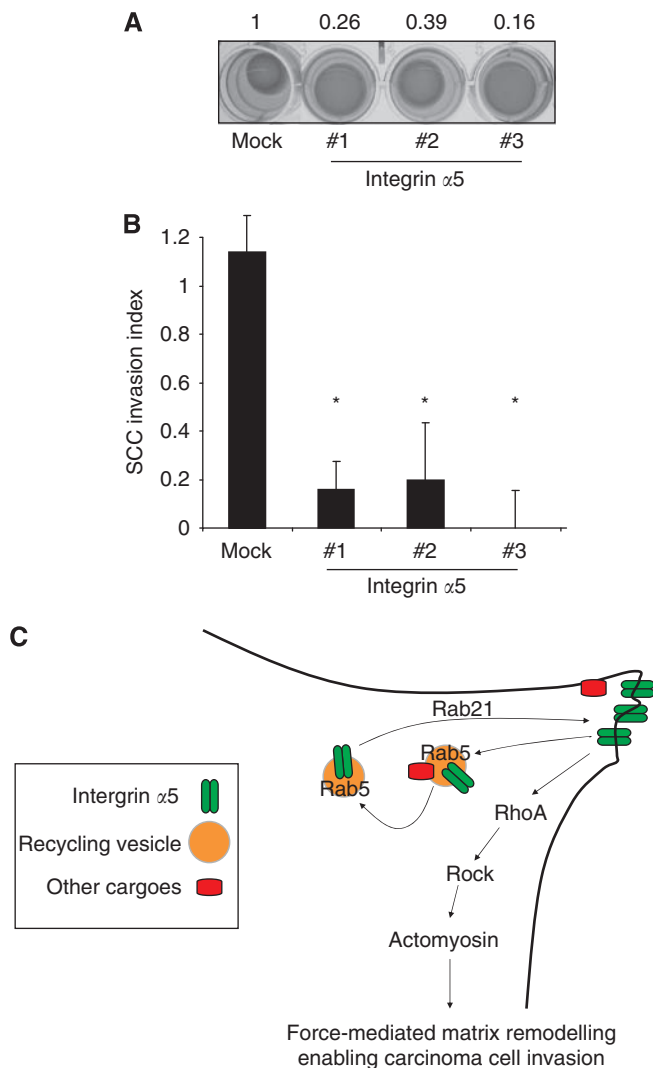 A
1 0.26 0.39 0.16
Mock #1 #2 #3
Integrin α5
B
SCC invasion index
1.2
1
0.8
0.6
0.4
0.2
0
* * *
Mock #1 #2 #3
Integrin α5
C
Rab21
Rab5
Rab5
RhoA
Rock
Actomyosin
Force-mediated matrix remodelling
enabling carcinoma cell invasion
Intergrin α5
Recycling vesicle
Other cargoes